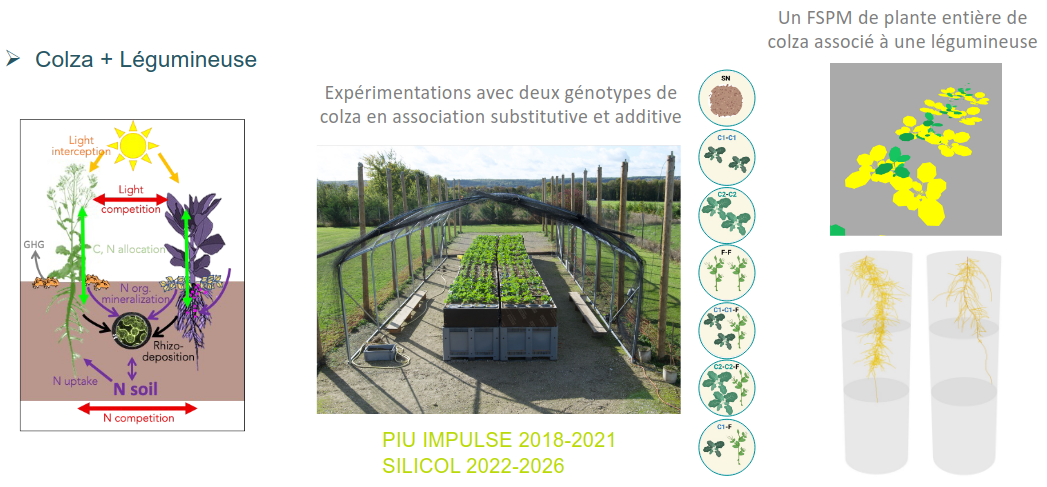 Colza + Légumineuse
Light
interception
Light
competition
GHG
C, N allocation
N org.
mineralization
Rhizo-
deposition
N uptake
N soil
N competition
Expérimentations avec deux génotypes de
colza en association substitutive et additive
PIU IMPULSE 2018-2021
SILICOL 2022-2026
SN
C1-C1
C2-C2
F-F
C1-C1-F
C2-C2-F
C1-F
Un FSPM de plante entière de
colza associé à une légumineuse